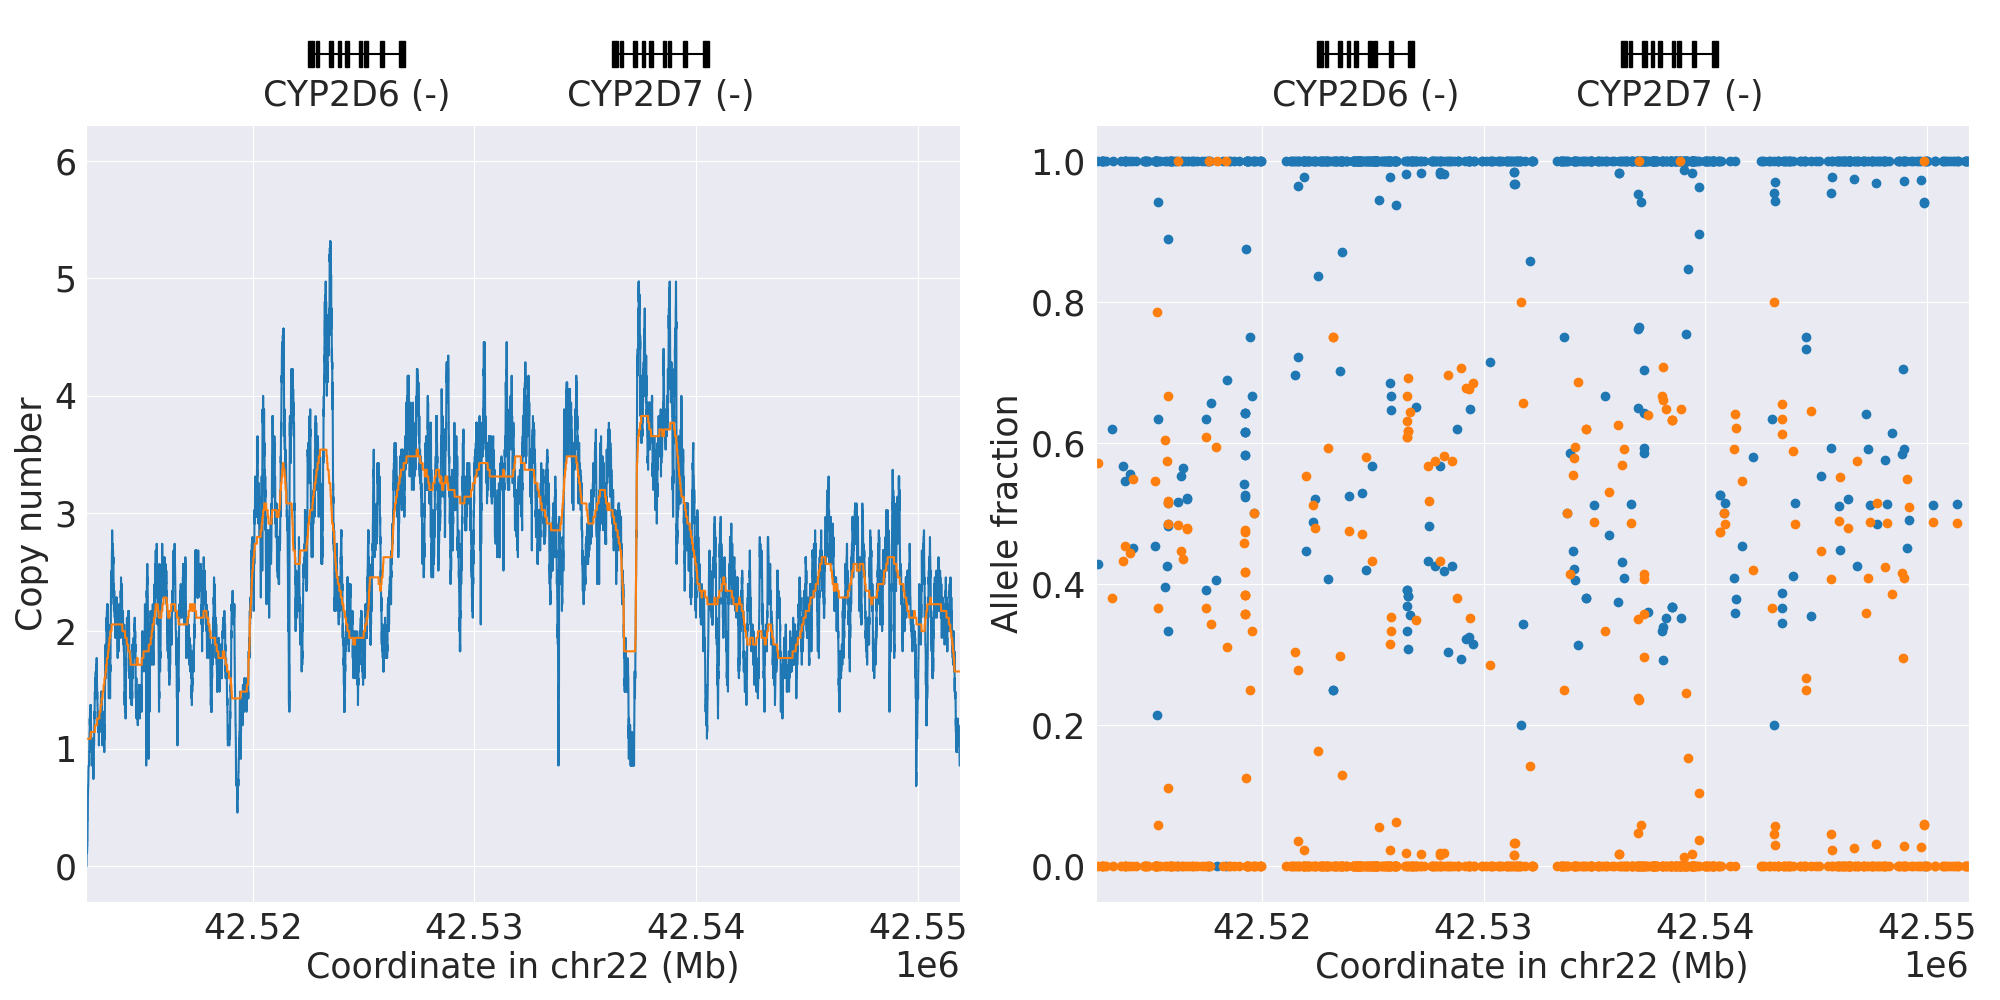 CYP2D6 (-) CYP2D7 (-)
Copy number
6
5
4
3
2
1
0
42.52 42.53 42.54 42.55
Coordinate in chr22 (Mb) 1e6
CYP2D6 (-) CYP2D7 (-)
Allele fraction
1.0
0.8
0.6
0.4
0.2
0.0
42.52 42.53 42.54 42.55
Coordinate in chr22 (Mb) 1e6